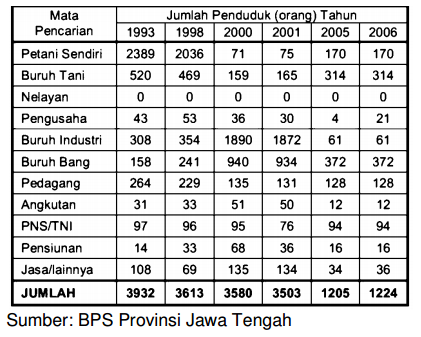 Mata Pencarian Jumlah Penduduk (orang) Tahun
1993 1998 2000 2001 2005 2006
Petani Sendiri 2389 2036 71 75 170 170
Buruh Tani 520 469 159 165 314 314
Nelayan 0 0 0 0 0 0
Pengusaha 43 53 36 30 4 21
Buruh Industri 308 354 1890 1872 61 61
Buruh Bang 158 241 940 934 372 372
Pedagang 264 229 135 131 128 128
Angkutan 31 33 51 50 12 12
PNS/TNI 97 96 95 76 94 94
Pensiunan 14 33 68 36 16 16
Jasa/lainnya 108 69 135 134 34 36
JUMLAH 3932 3613 3580 3503 1205 1224
Sumber: BPS Provinsi Jawa Tengah